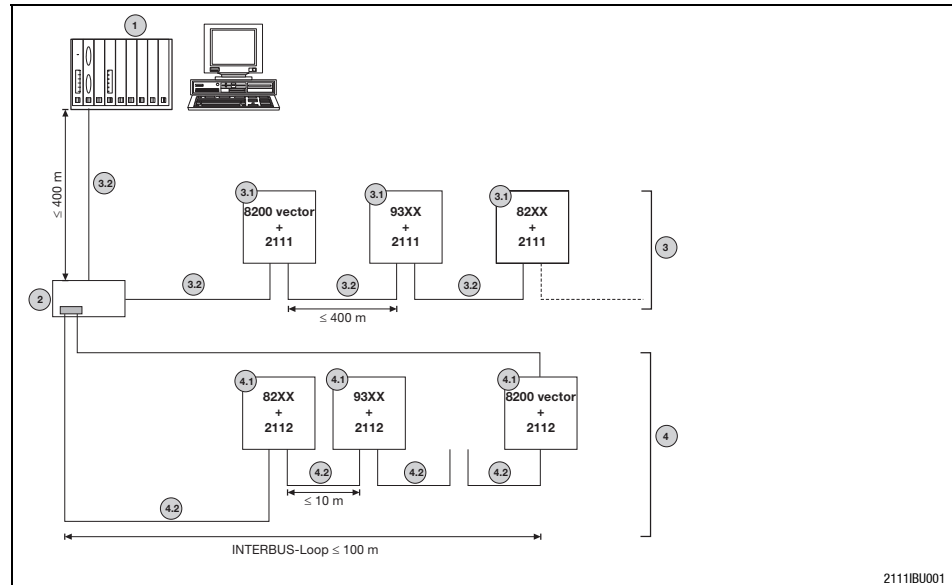 1
≤ 400 m
3.2
3.1
8200 vector
+
2111
3.1
93XX
+
2111
3.1
82XX
+
2111
3
2
3.2
3.2
3.2
≤ 400 m
4.1
82XX
+
2112
4.1
93XX
+
2112
4.1
8200 vector
+
2112
4
4.2
4.2
4.2
≤ 10 m
4.2
INTERBUS-Loop ≤ 100 m
2111IBU001